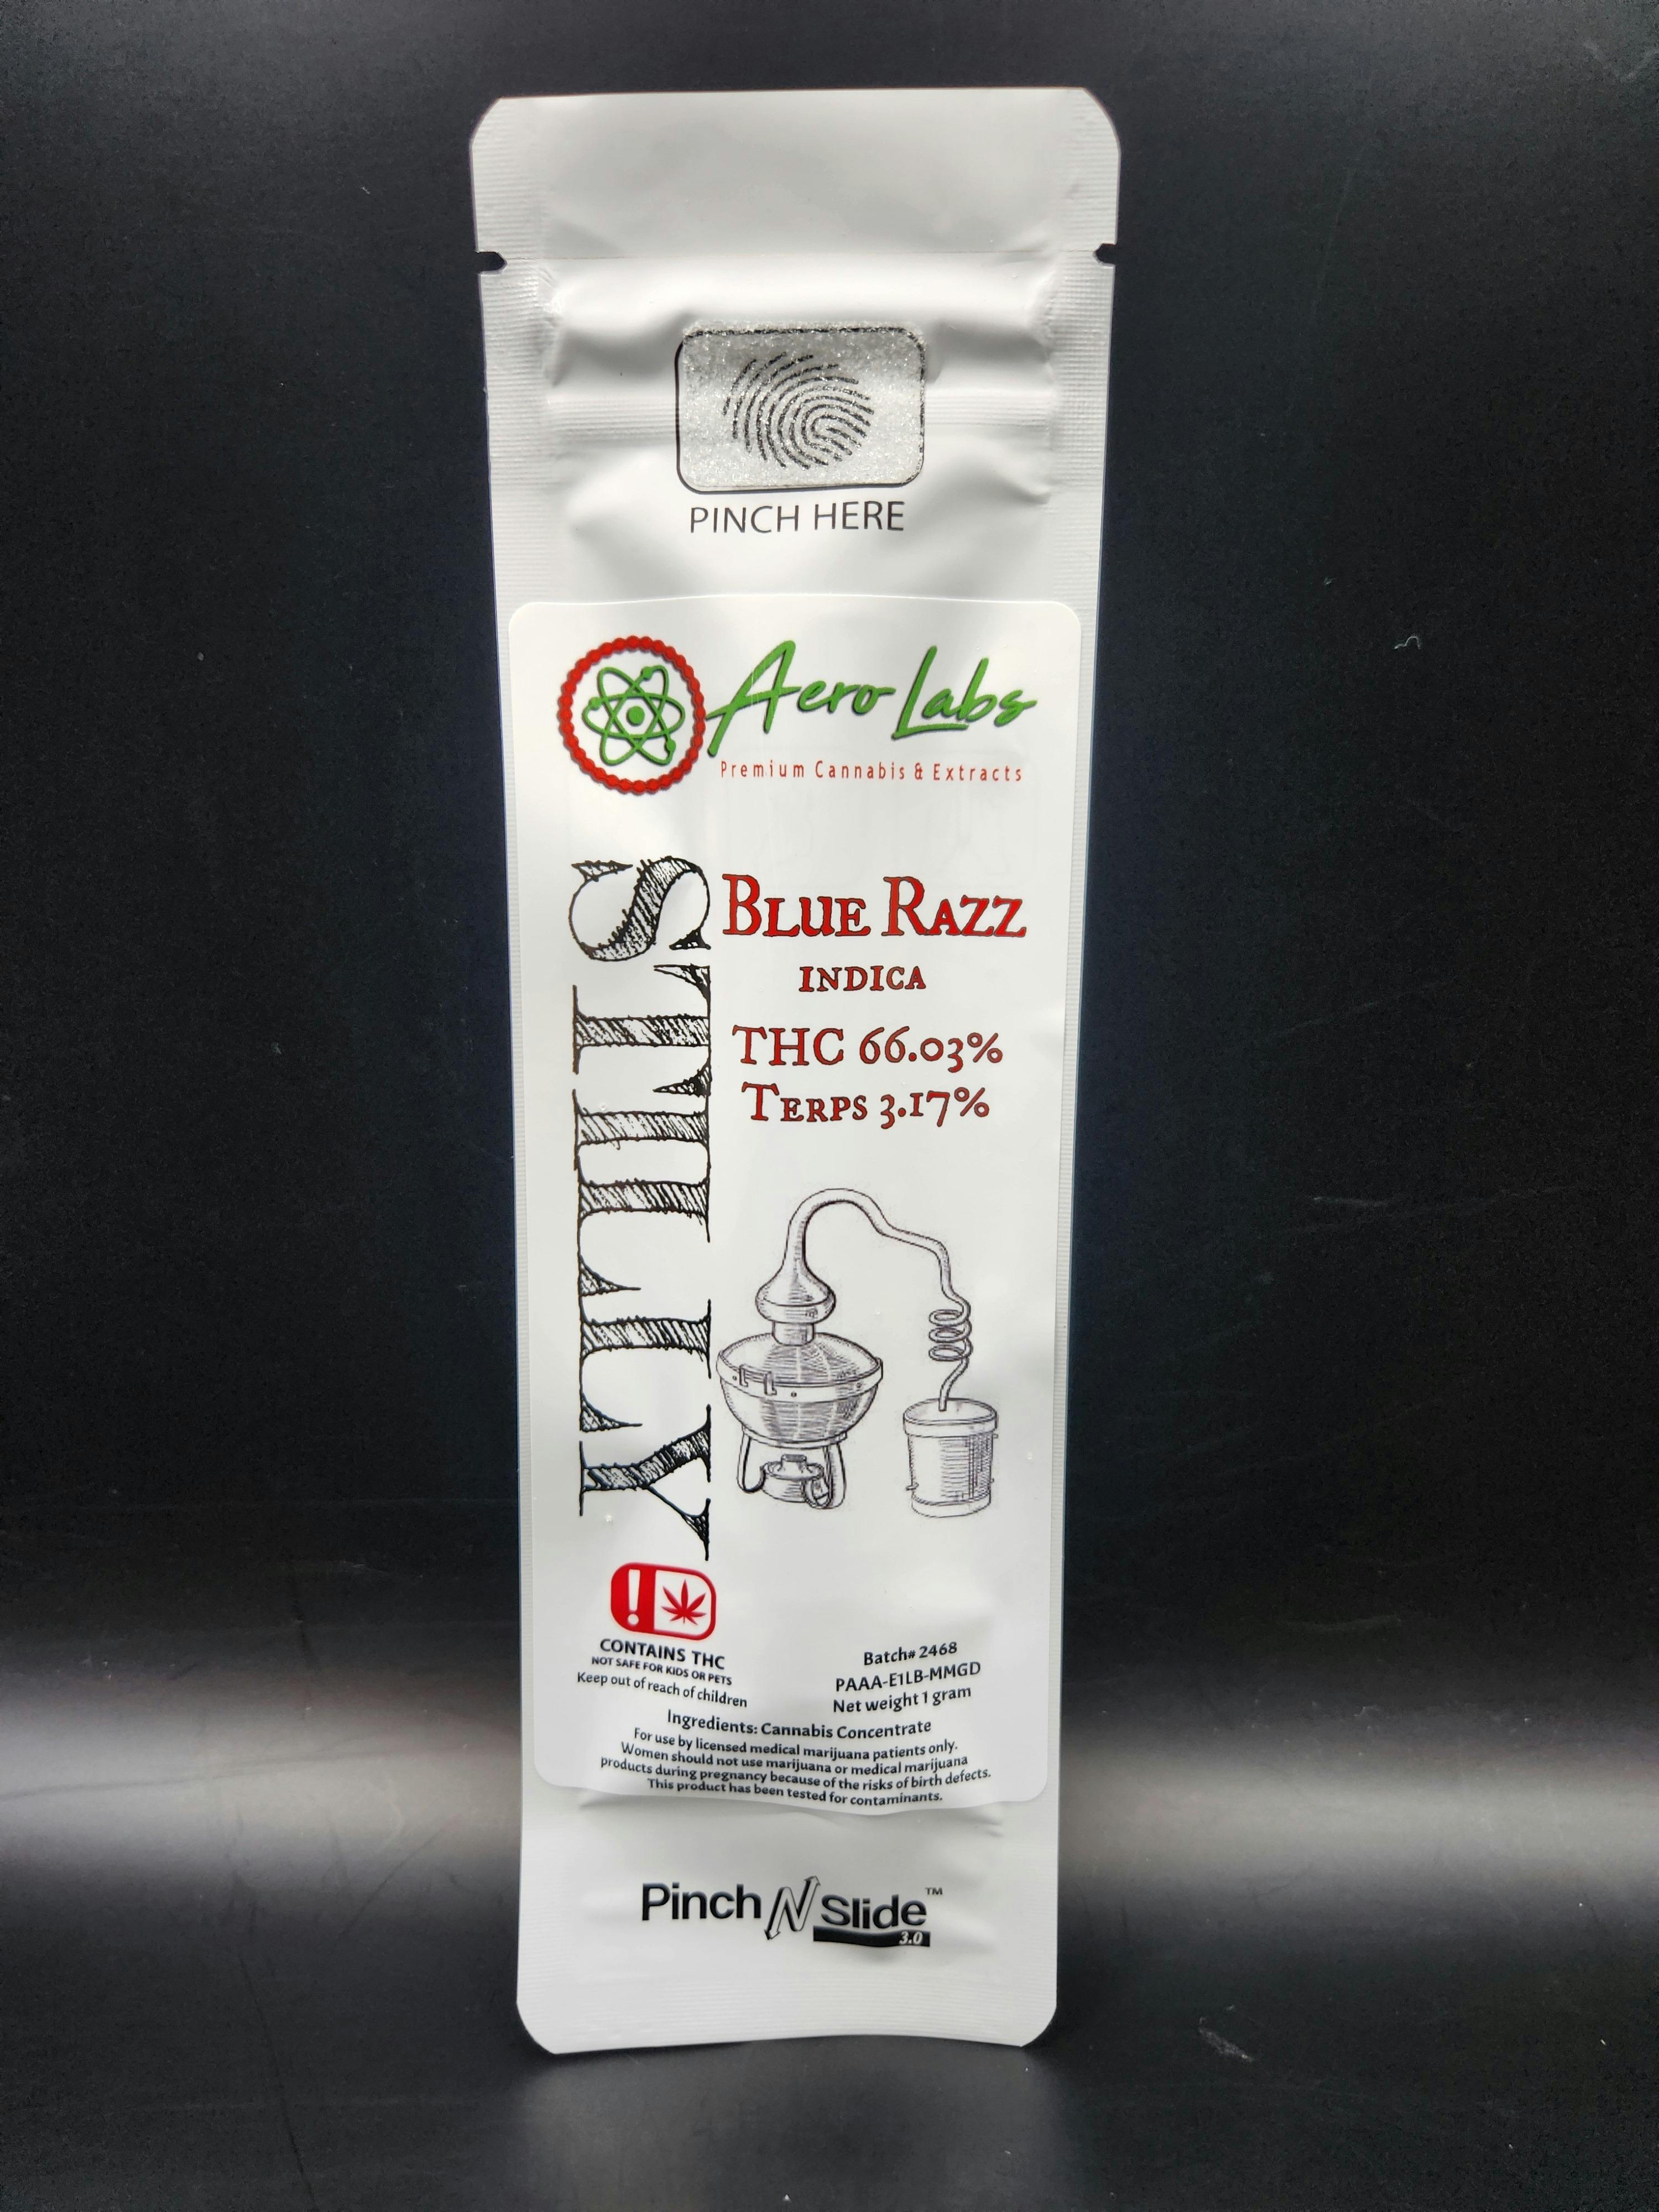 PINCH HERE
Aero Labs
Premium Cannabis & Extracts
Blue Razz
INDICA
THC 66.03%
Terps 3.17%
CONTAINS THC
NOT SAFE FOR KIDS OR PETS
Keep out of reach of children
Batch# 2468
PAAA-E1LB-MMGD
Net weight 1 gram
Ingredients: Cannabis Concentrate
For use by licensed medical marijuana patients only.
Women should not use marijuana or medical marijuana
products during pregnancy because of the risks of birth defects.
This product has been tested for contaminants.
Pinch N Slide™
3.0